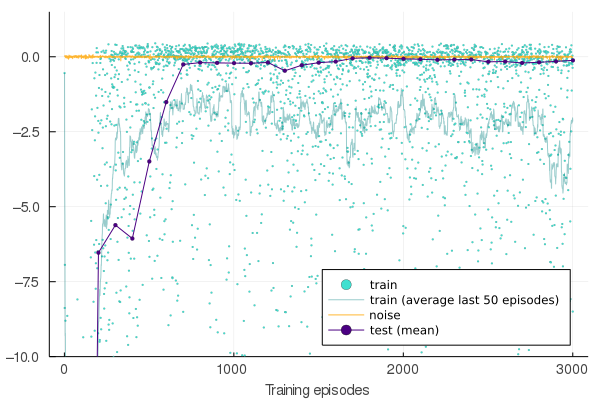 0.0
−2.5
−5.0
−7.5
−10.0
0 1000 2000 3000
Training episodes
train
train (average last 50 episodes)
noise
test (mean)